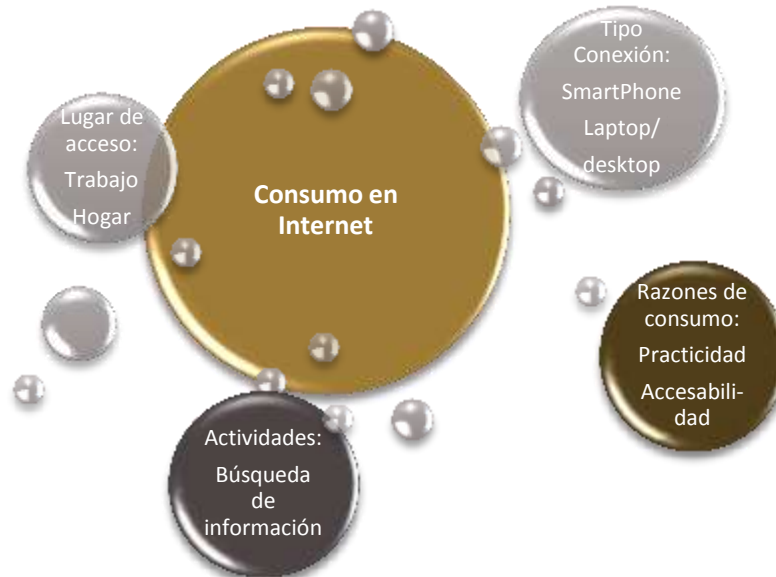 Tipo
Conexión:
SmartPhone
Laptop/
desktop
Lugar de
acceso:
Trabajo
Hogar
Consumo en
Internet
Razones de
consumo:
Practicidad
Accesabili-
dad
Actividades:
Búsqueda
de
información